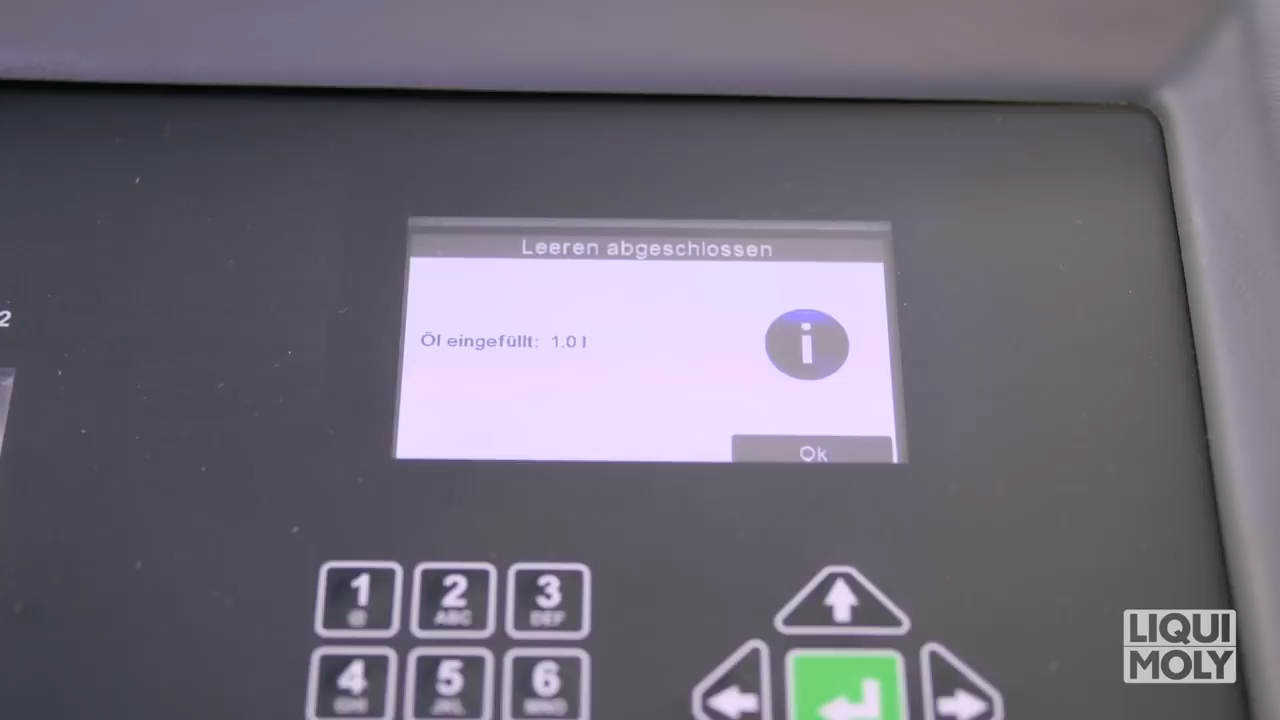 Leeren abgeschlossen
Öl eingefüllt: 1.0 l
i
Ok
2
1 2 3
@ ABC DEF
4 5 6
GHI JKL MNO
LIQUI
MOLY